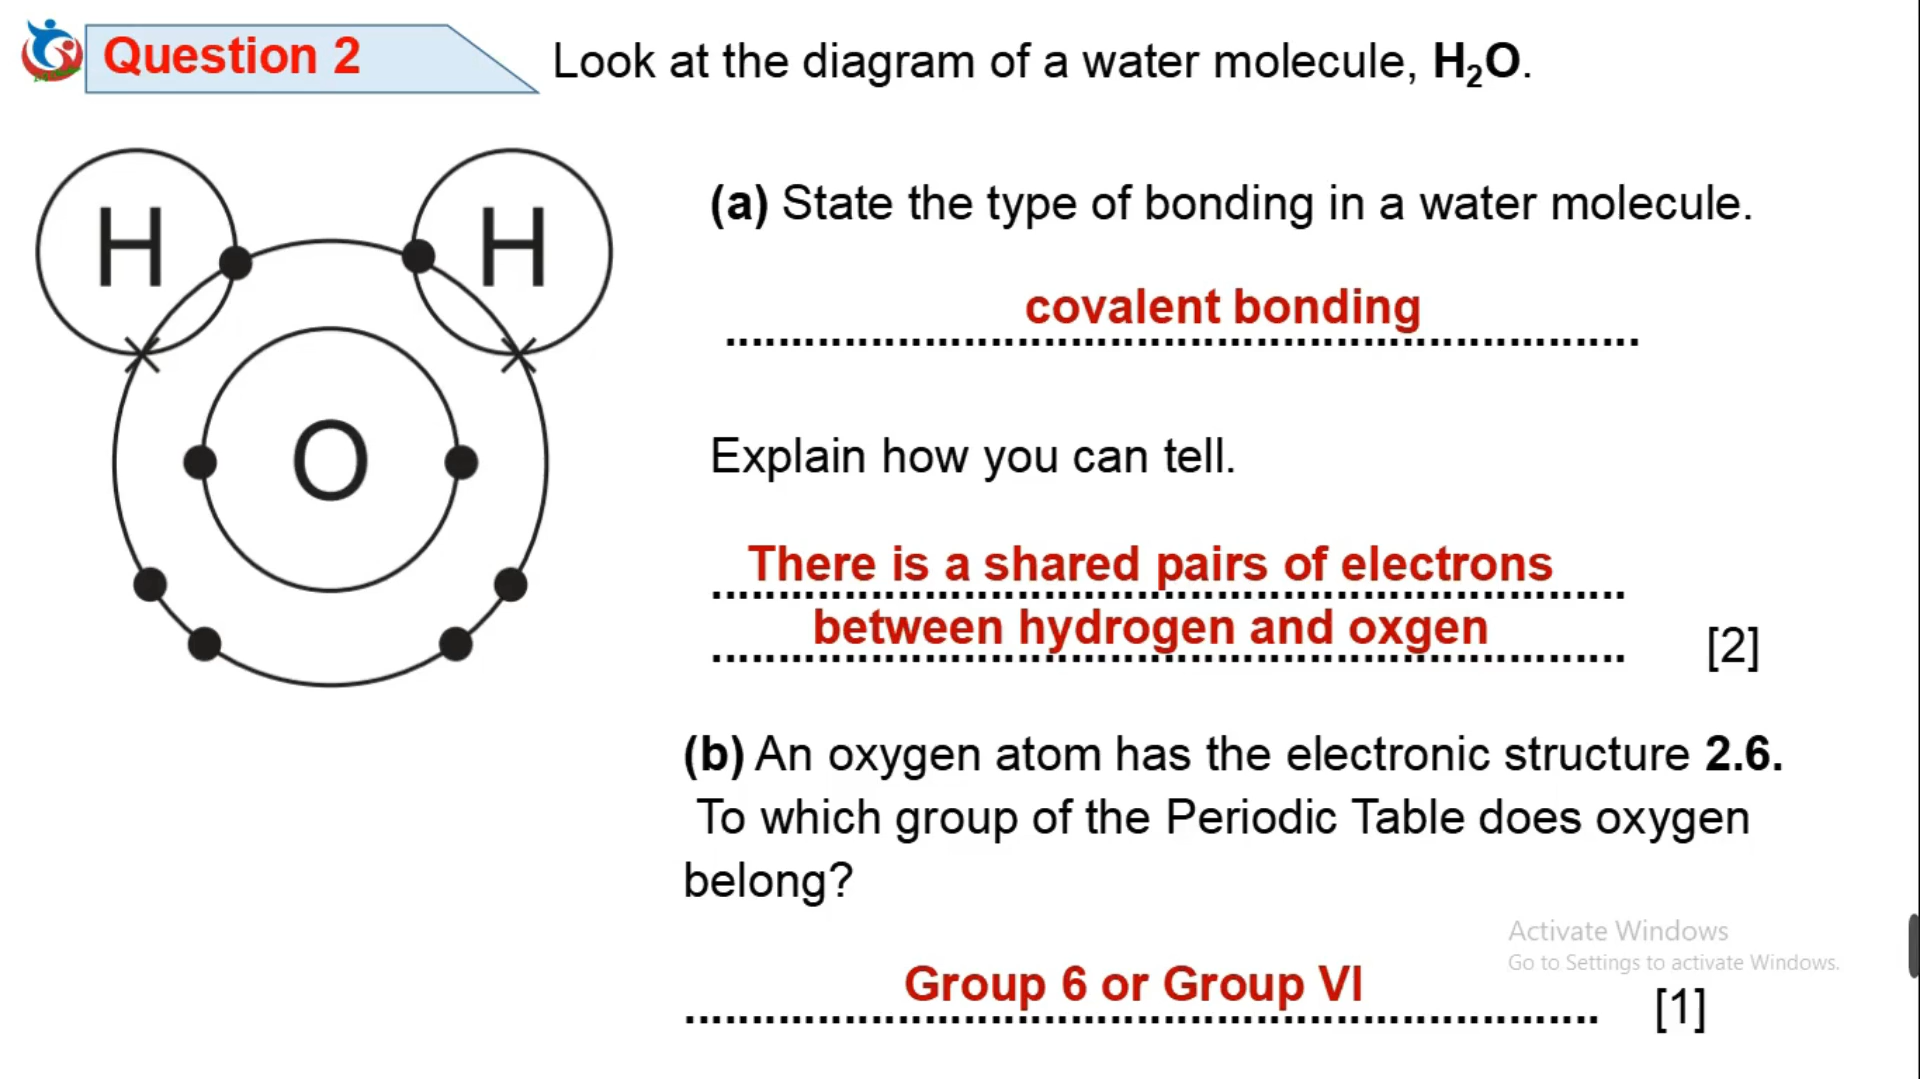 Question 2
Look at the diagram of a water molecule, H₂O.
H
H
O
(a) State the type of bonding in a water molecule.
covalent bonding
Explain how you can tell.
There is a shared pairs of electrons
between hydrogen and oxgen
[2]
(b) An oxygen atom has the electronic structure 2.6.
To which group of the Periodic Table does oxygen
belong?
Group 6 or Group VI
[1]
Activate Windows
Go to Settings to activate Windows.